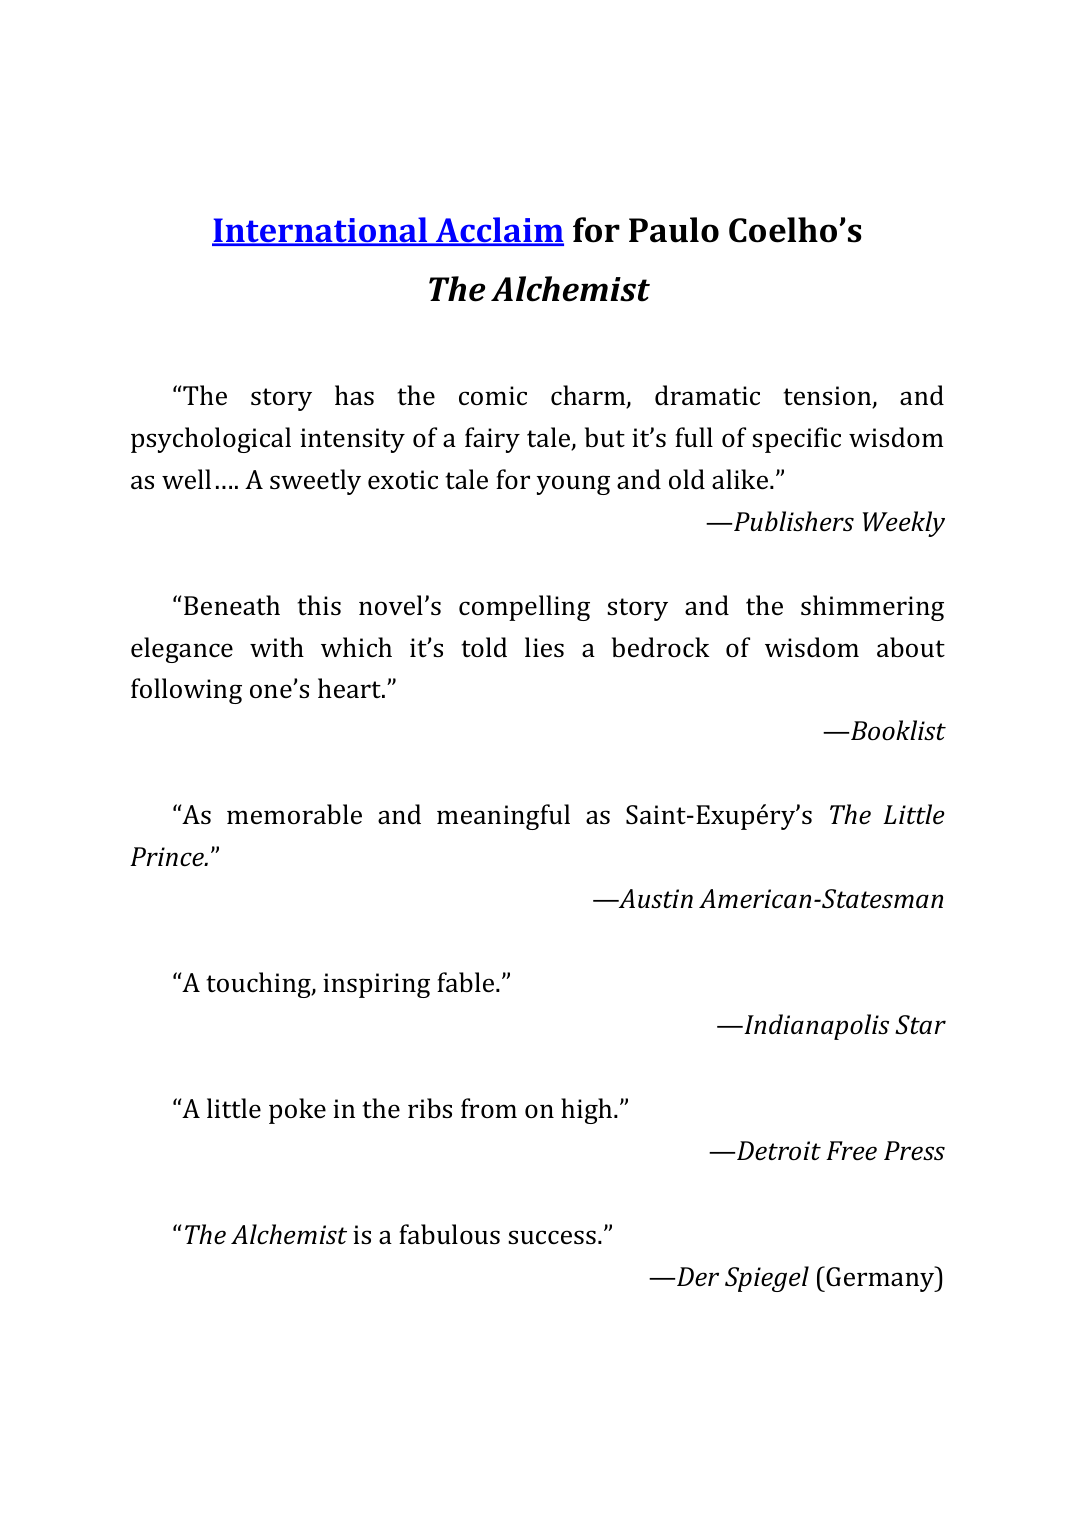 International Acclaim for Paulo Coelho’s
The Alchemist
“The story has the comic charm, dramatic tension, and
psychological intensity of a fairy tale, but it’s full of specific wisdom
as well…. A sweetly exotic tale for young and old alike.”
—Publishers Weekly
“Beneath this novel’s compelling story and the shimmering
elegance with which it’s told lies a bedrock of wisdom about
following one’s heart.”
—Booklist
“As memorable and meaningful as Saint-Exupéry’s The Little
Prince.”
—Austin American-Statesman
“A touching, inspiring fable.”
—Indianapolis Star
“A little poke in the ribs from on high.”
—Detroit Free Press
“The Alchemist is a fabulous success.”
—Der Spiegel (Germany)